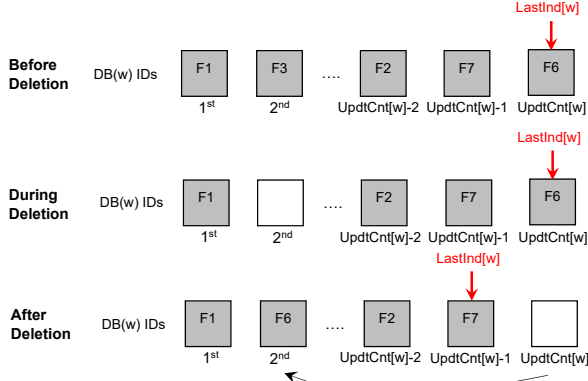 LastInd[w]
Before Deletion
DB(w) IDs
F1 F3 .... F2 F7 F6
1st 2nd UpdtCnt[w]-2 UpdtCnt[w]-1 UpdtCnt[w]
LastInd[w]
During Deletion
DB(w) IDs
F1 .... F2 F7 F6
1st 2nd UpdtCnt[w]-2 UpdtCnt[w]-1 UpdtCnt[w]
LastInd[w]
After Deletion
DB(w) IDs
F1 F6 .... F2 F7
1st 2nd UpdtCnt[w]-2 UpdtCnt[w]-1 UpdtCnt[w]